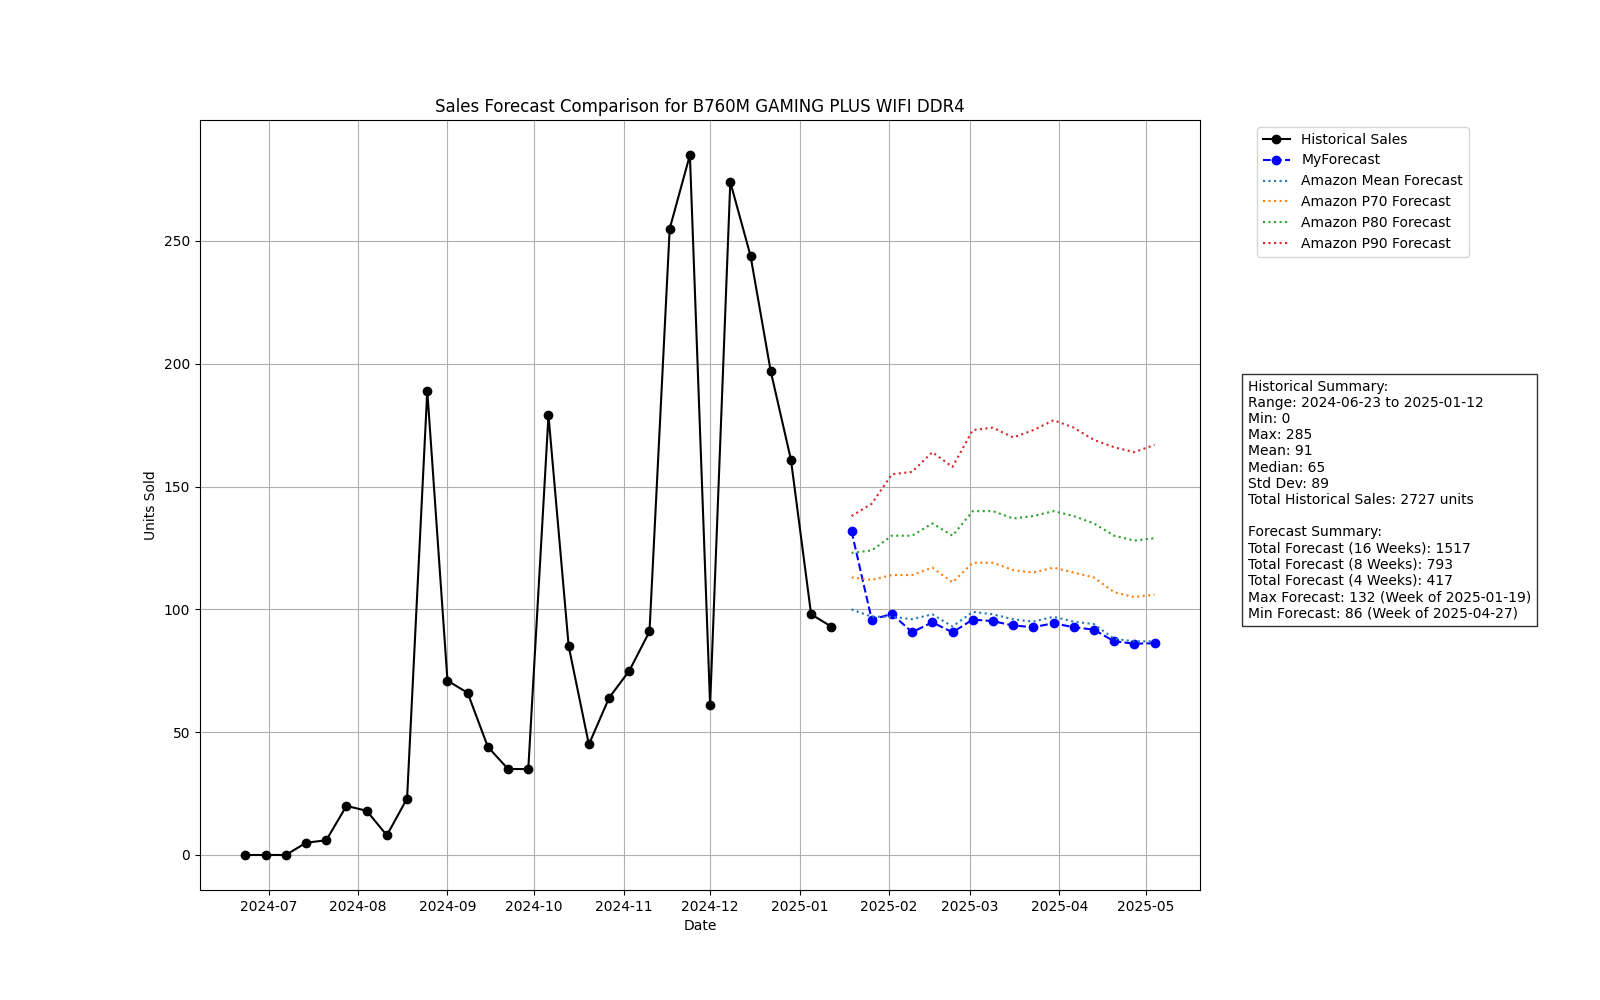 Sales Forecast Comparison for B760M GAMING PLUS WIFI DDR4
Historical Sales
MyForecast
Amazon Mean Forecast
Amazon P70 Forecast
Amazon P80 Forecast
Amazon P90 Forecast
Units Sold
250
200
150
100
50
0
2024-07
2024-08
2024-09
2024-10
2024-11
2024-12
2025-01
2025-02
2025-03
2025-04
2025-05
Date
Historical Summary:
Range: 2024-06-23 to 2025-01-12
Min: 0
Max: 285
Mean: 91
Median: 65
Std Dev: 89
Total Historical Sales: 2727 units
Forecast Summary:
Total Forecast (16 Weeks): 1517
Total Forecast (8 Weeks): 793
Total Forecast (4 Weeks): 417
Max Forecast: 132 (Week of 2025-01-19)
Min Forecast: 86 (Week of 2025-04-27)